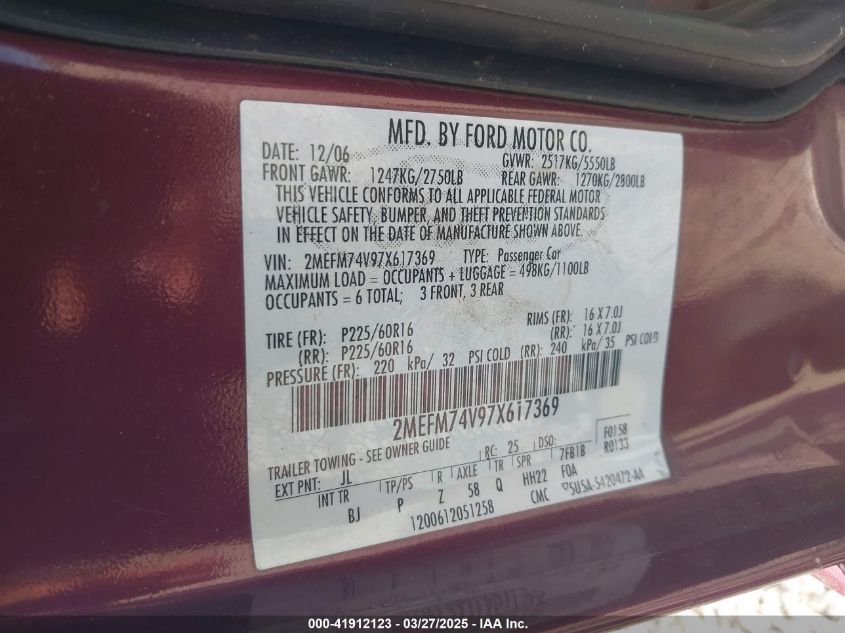 MFD. BY FORD MOTOR CO.
DATE: 12/06 GVWR: 2517KG/5550LB
FRONT GAWR: 1247KG/2750LB REAR GAWR: 1270KG/2800LB
THIS VEHICLE CONFORMS TO ALL APPLICABLE FEDERAL MOTOR
VEHICLE SAFETY, BUMPER, AND THEFT PREVENTION STANDARDS
IN EFFECT ON THE DATE OF MANUFACTURE SHOWN ABOVE.
VIN: 2MEFM74V97X617369 TYPE: Passenger Car
MAXIMUM LOAD = OCCUPANTS + LUGGAGE = 498KG/1100LB
OCCUPANTS = 6 TOTAL; 3 FRONT, 3 REAR
TIRE (FR): P225/60R16 RIMS (FR): 16 X 7.0J
(RR): P225/60R16 (RR): 16 X 7.0J
PRESSURE (FR): 220 kPa/ 32 PSI COLD (RR): 240 kPa/ 35 PSI COLD
2MEFM74V97X617369
TRAILER TOWING - SEE OWNER GUIDE RC: 25 DSO: F0158
EXT PNT: JL 7FB18 R0133
INT TR TP/PS R AXLE TR SPR
BJ P Z 58 Q HH22 FOA
1200612051258 CMC ▽5U5A-5420472-AA
000-41912123 - 03/27/2025 - IAAI.COM